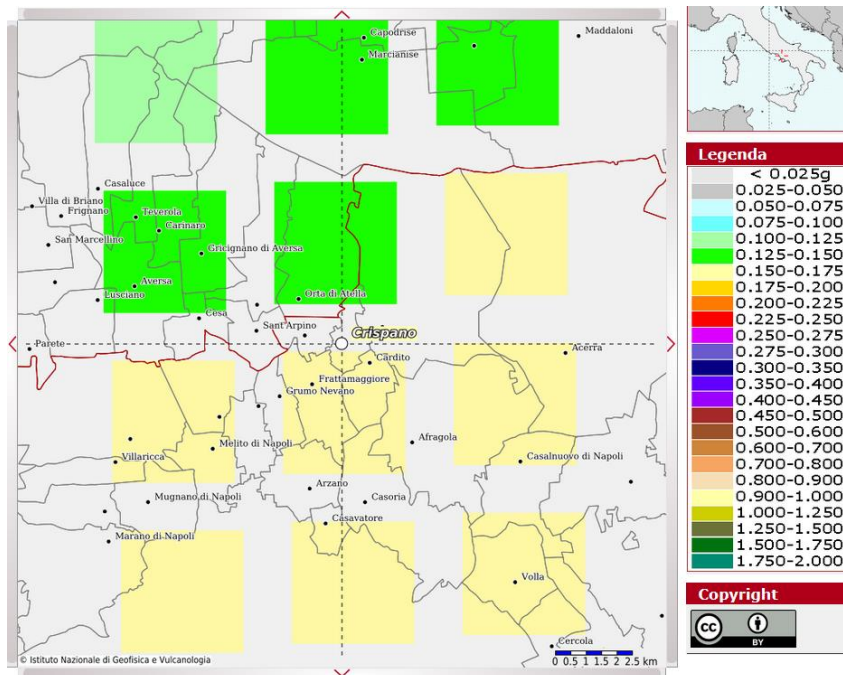 Capodrise
Maddaloni
Marcianise
Casaluce
Villa di Briano
Frignano
Teverola
Carinaro
San Marcellino
Gricignano di Aversa
Aversa
Lusciano
Orta di Atella
Cesa
Sant'Arpino
Crispano
Parete
Acerra
Cardito
Frattamaggiore
Grumo Nevano
Afragola
Melito di Napoli
Villaricca
Casalnuovo di Napoli
Arzano
Mugnano di Napoli
Casoria
Casavatore
Marano di Napoli
Volla
Cercola
© Istituto Nazionale di Geofisica e Vulcanologia
0 0.5 1 1.5 2 2.5 km
Legenda
< 0.025g
0.025-0.050
0.050-0.075
0.075-0.100
0.100-0.125
0.125-0.150
0.150-0.175
0.175-0.200
0.200-0.225
0.225-0.250
0.250-0.275
0.275-0.300
0.300-0.350
0.350-0.400
0.400-0.450
0.450-0.500
0.500-0.600
0.600-0.700
0.700-0.800
0.800-0.900
0.900-1.000
1.000-1.250
1.250-1.500
1.500-1.750
1.750-2.000
Copyright
cc
BY